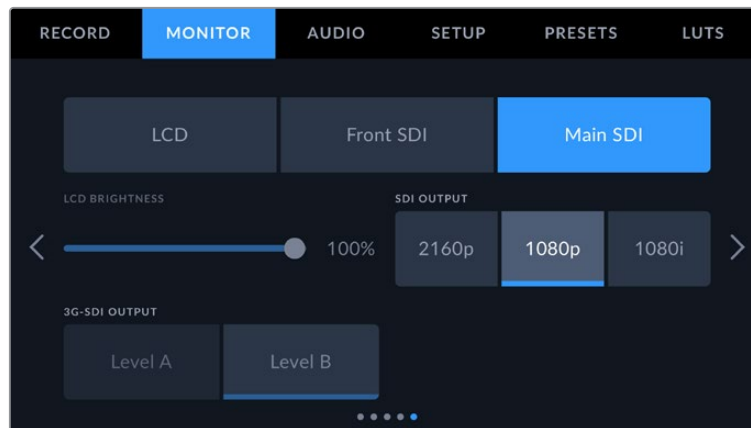 RECORD MONITOR AUDIO SETUP PRESETS LUTS
LCD Front SDI Main SDI
LCD BRIGHTNESS SDI OUTPUT
100% 2160p 1080p 1080i
3G-SDI OUTPUT
Level A Level B